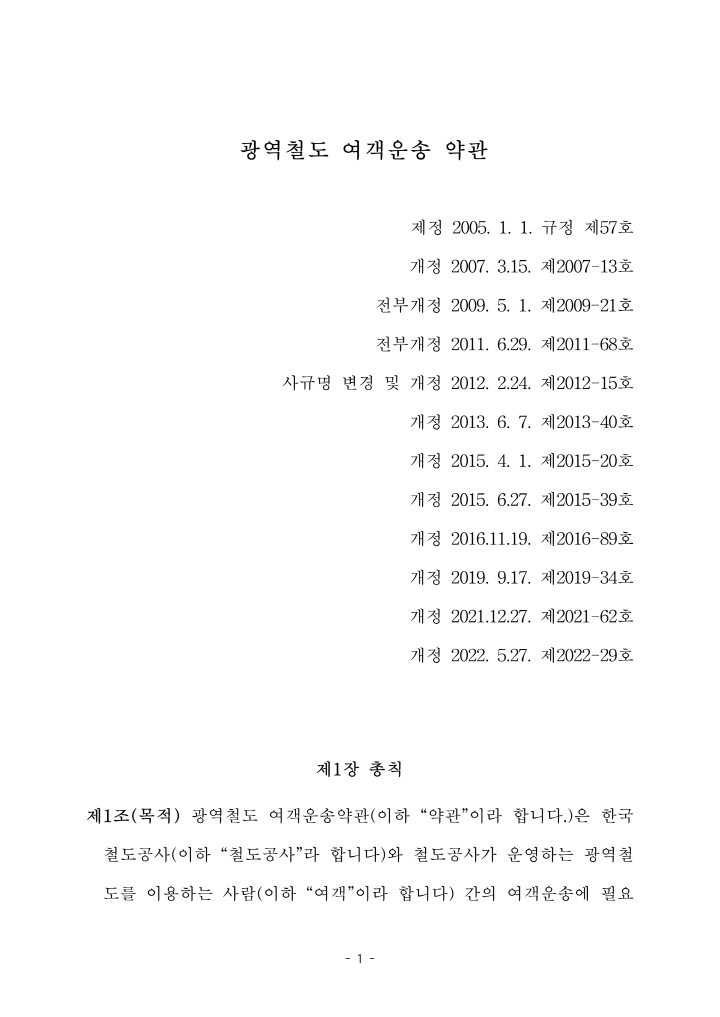 광역철도 여객운송 약관
제정 2005. 1. 1. 규정 제57호
개정 2007. 3.15. 제2007-13호
전부개정 2009. 5. 1. 제2009-21호
전부개정 2011. 6.29. 제2011-68호
사규명 변경 및 개정 2012. 2.24. 제2012-15호
개정 2013. 6. 7. 제2013-40호
개정 2015. 4. 1. 제2015-20호
개정 2015. 6.27. 제2015-39호
개정 2016.11.19. 제2016-89호
개정 2019. 9.17. 제2019-34호
개정 2021.12.27. 제2021-62호
개정 2022. 5.27. 제2022-29호
제1장 총칙
제1조(목적) 광역철도 여객운송약관(이하 “약관”이라 합니다.)은 한국
철도공사(이하 “철도공사”라 합니다)와 철도공사가 운영하는 광역철
도를 이용하는 사람(이하 “여객”이라 합니다) 간의 여객운송에 필요
- 1 -